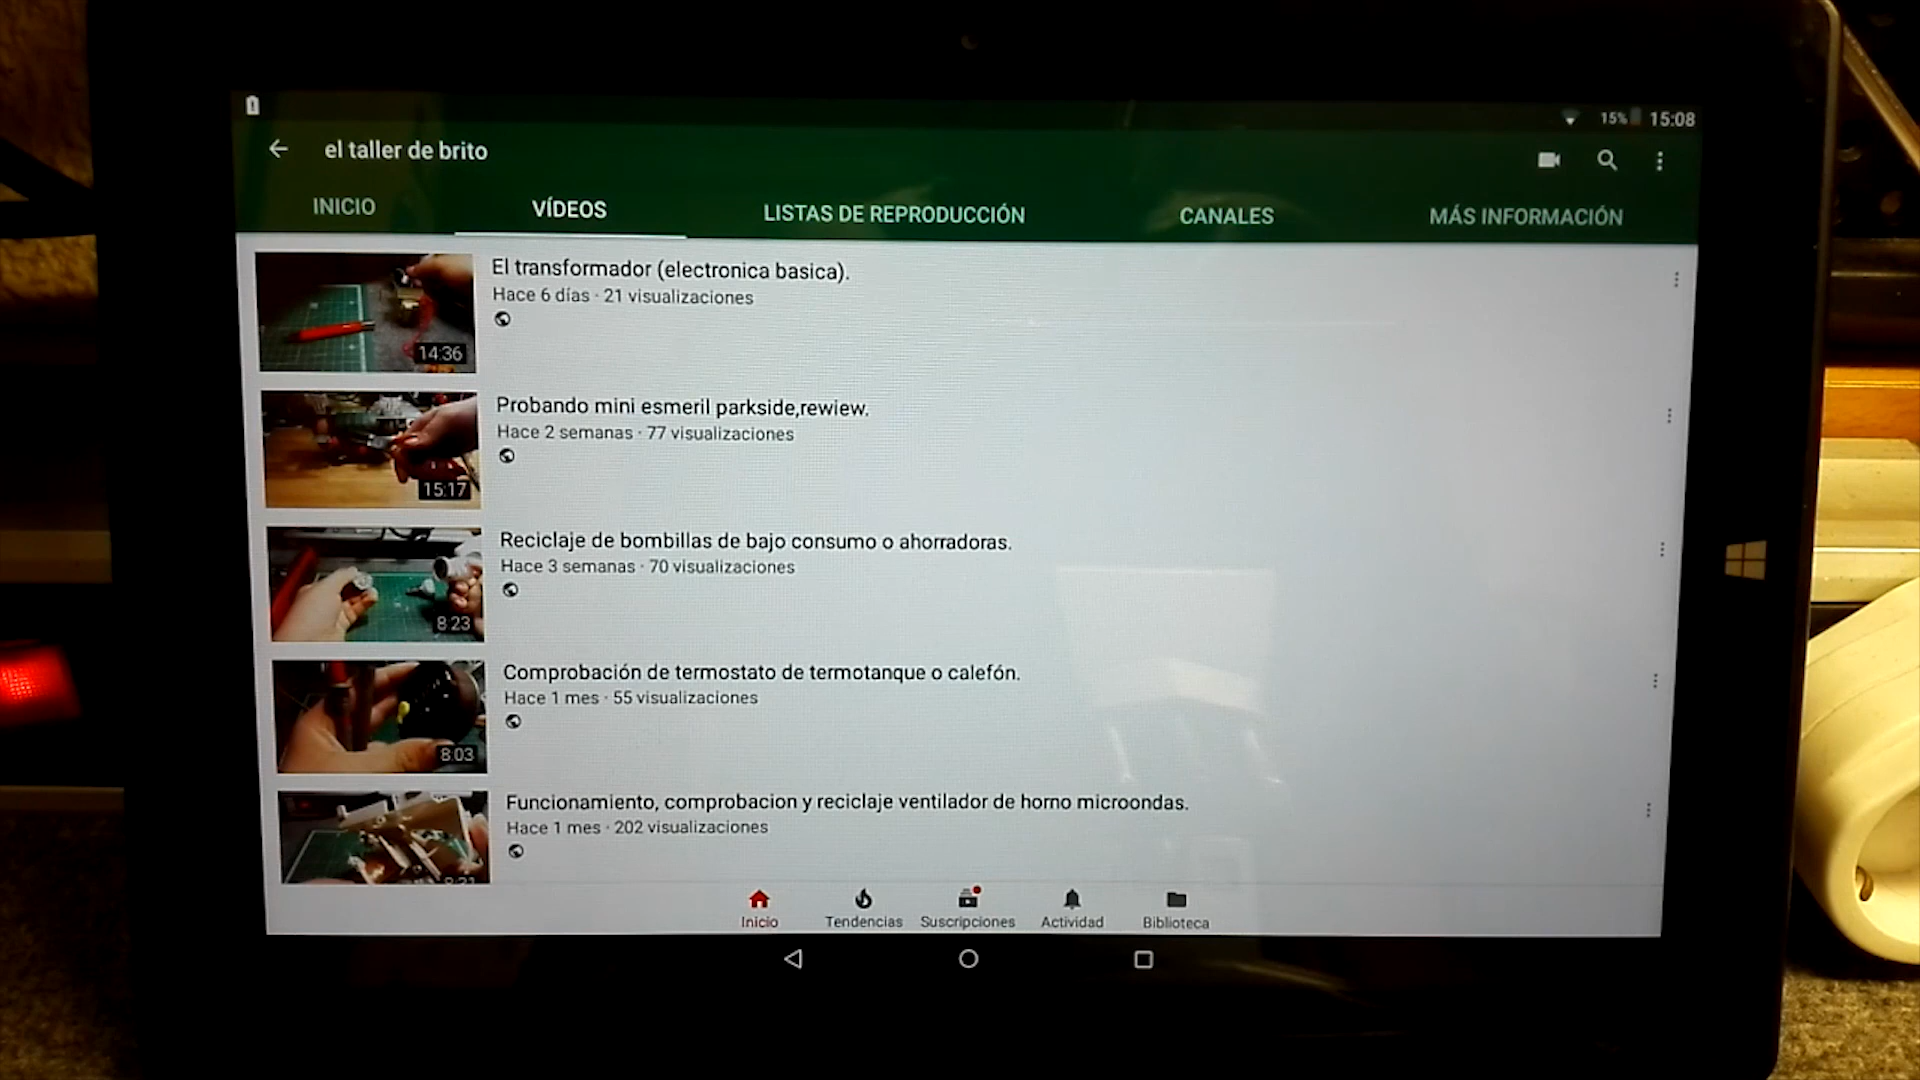 15% 15:08
el taller de brito
INICIO VÍDEOS LISTAS DE REPRODUCCIÓN CANALES MÁS INFORMACIÓN
El transformador (electronica basica).
Hace 6 días · 21 visualizaciones
14:36
Probando mini esmeril parkside,rewiew.
Hace 2 semanas · 77 visualizaciones
15:17
Reciclaje de bombillas de bajo consumo o ahorradoras.
Hace 3 semanas · 70 visualizaciones
8:23
Comprobación de termostato de termotanque o calefón.
Hace 1 mes · 55 visualizaciones
8:03
Funcionamiento, comprobacion y reciclaje ventilador de horno microondas.
Hace 1 mes · 202 visualizaciones
Inicio Tendencias Suscripciones Actividad Biblioteca